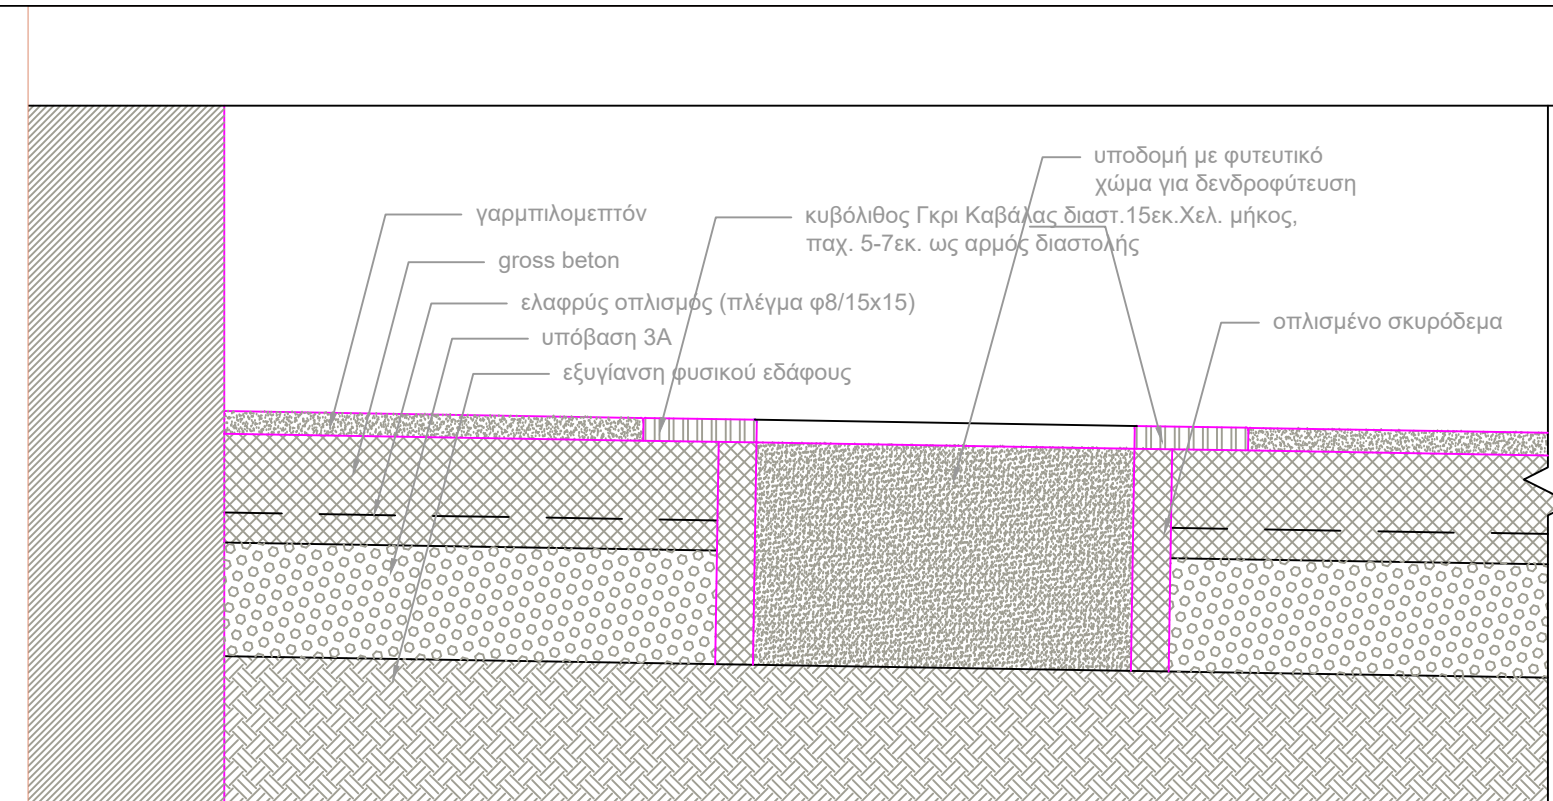 υποδομή με φυτευτικό
χώμα για δενδροφύτευση
γαρμπιλομεπτόν
κυβόλιθος Γκρι Καβάλας διαστ.15εκ.Χελ. μήκος,
παχ. 5-7εκ. ως αρμός διαστολής
gross beton
ελαφρύς οπλισμος (πλέγμα φ8/15x15)
οπλισμένο σκυρόδεμα
υπόβαση 3Α
εξυγίανση φυσικού εδάφους